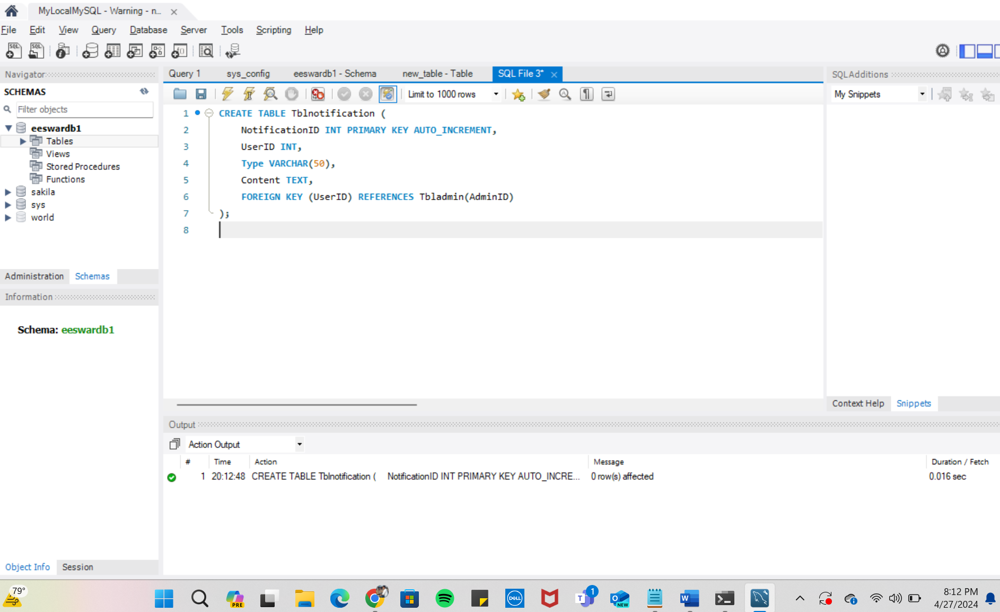 MyLocalMySQL - Warning - n...
File Edit View Query Database Server Tools Scripting Help
Navigator
SCHEMAS
Filter objects
eeswardb1
Tables
Views
Stored Procedures
Functions
sakila
sys
world
Administration Schemas
Information
Schema: eeswardb1
Object Info Session
Query 1 sys_config eeswardb1 - Schema new_table - Table SQL File 3*
Limit to 1000 rows
1 CREATE TABLE Tblnotification (
2 NotificationID INT PRIMARY KEY AUTO_INCREMENT,
3 UserID INT,
4 Type VARCHAR(50),
5 Content TEXT,
6 FOREIGN KEY (UserID) REFERENCES Tbladmin(AdminID)
7 );
8
SQLAdditions
My Snippets
Context Help Snippets
Output
Action Output
# Time Action Message Duration / Fetch
1 20:12:48 CREATE TABLE Tblnotification ( NotificationID INT PRIMARY KEY AUTO_INCRE... 0 row(s) affected 0.016 sec
79°
PRE
DELL
1
NEW
8:12 PM
4/27/2024